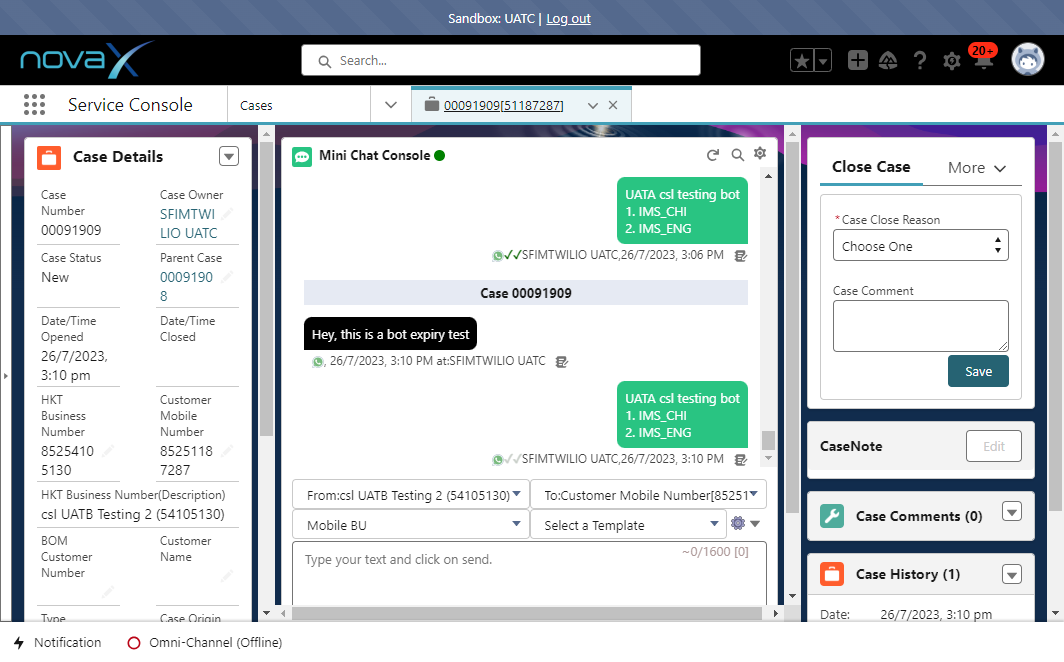 Sandbox: UATC | Log out
novaX
Search...
20+
Service Console
Cases
00091909[51187287]
Case Details
Case
Number
00091909
Case Owner
SFIMTWI
LIO UATC
Case Status
New
Parent Case
0009190
8
Date/Time
Opened
26/7/2023,
3:10 pm
Date/Time
Closed
HKT
Business
Number
8525410
5130
Customer
Mobile
Number
8525118
7287
HKT Business Number(Description)
csl UATB Testing 2 (54105130)
BOM
Customer
Number
Customer
Name
Type
Case Origin
Mini Chat Console
UATA csl testing bot
1. IMS_CHI
2. IMS_ENG
SFIMTWILIO UATC,26/7/2023, 3:06 PM
Case 00091909
Hey, this is a bot expiry test
, 26/7/2023, 3:10 PM at:SFIMTWILIO UATC
UATA csl testing bot
1. IMS_CHI
2. IMS_ENG
SFIMTWILIO UATC,26/7/2023, 3:10 PM
From:csl UATB Testing 2 (54105130)
To:Customer Mobile Number[85251
Mobile BU
Select a Template
Type your text and click on send.
~0/1600 [0]
Close Case
More
*Case Close Reason
Choose One
Case Comment
Save
CaseNote
Edit
Case Comments (0)
Case History (1)
Date:
26/7/2023, 3:10 pm
Notification
Omni-Channel (Offline)